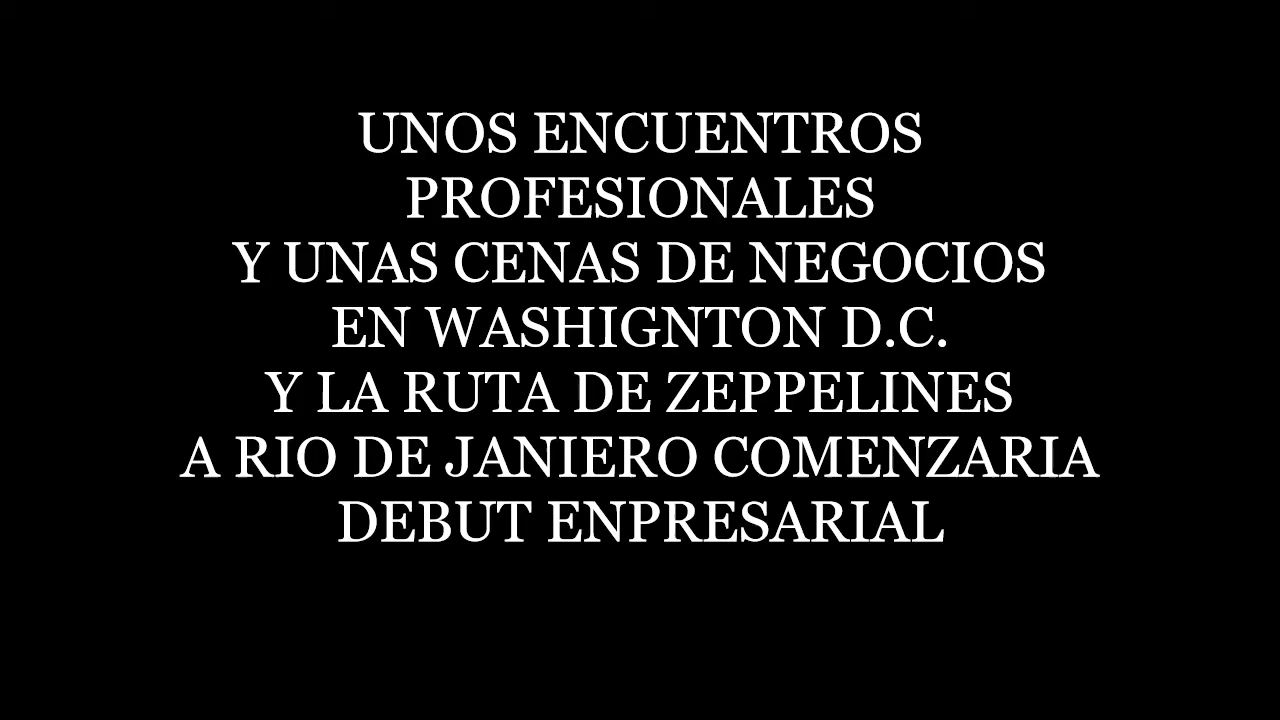 UNOS ENCUENTROS
PROFESIONALES
Y UNAS CENAS DE NEGOCIOS
EN WASHIGNTON D.C.
Y LA RUTA DE ZEPPELINES
A RIO DE JANIERO COMENZARIA
DEBUT ENPRESARIAL